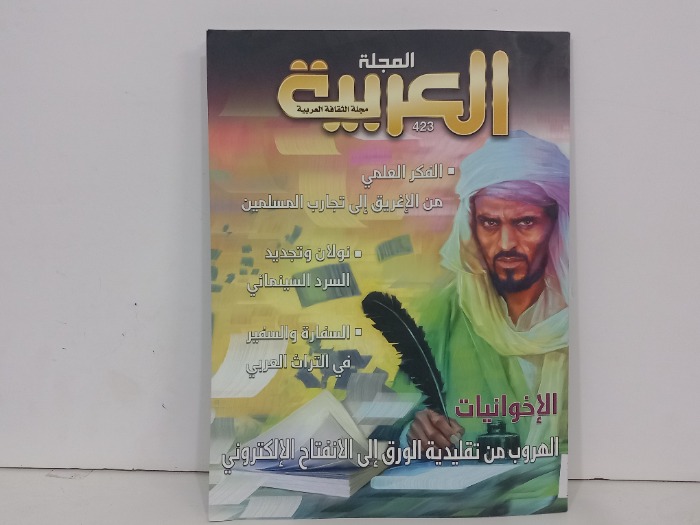 المجلة
العربية
مجلة الثقافة العربية
423
▪ الفكر العلمي
من الإغريق إلى تجارب المسلمين
▪ نولان وتجديد
السرد السينمائي
▪ السفارة والسفير
في التراث العربي
الإخوانيات
الهروب من تقليدية الورق إلى الانفتاح الإلكتروني